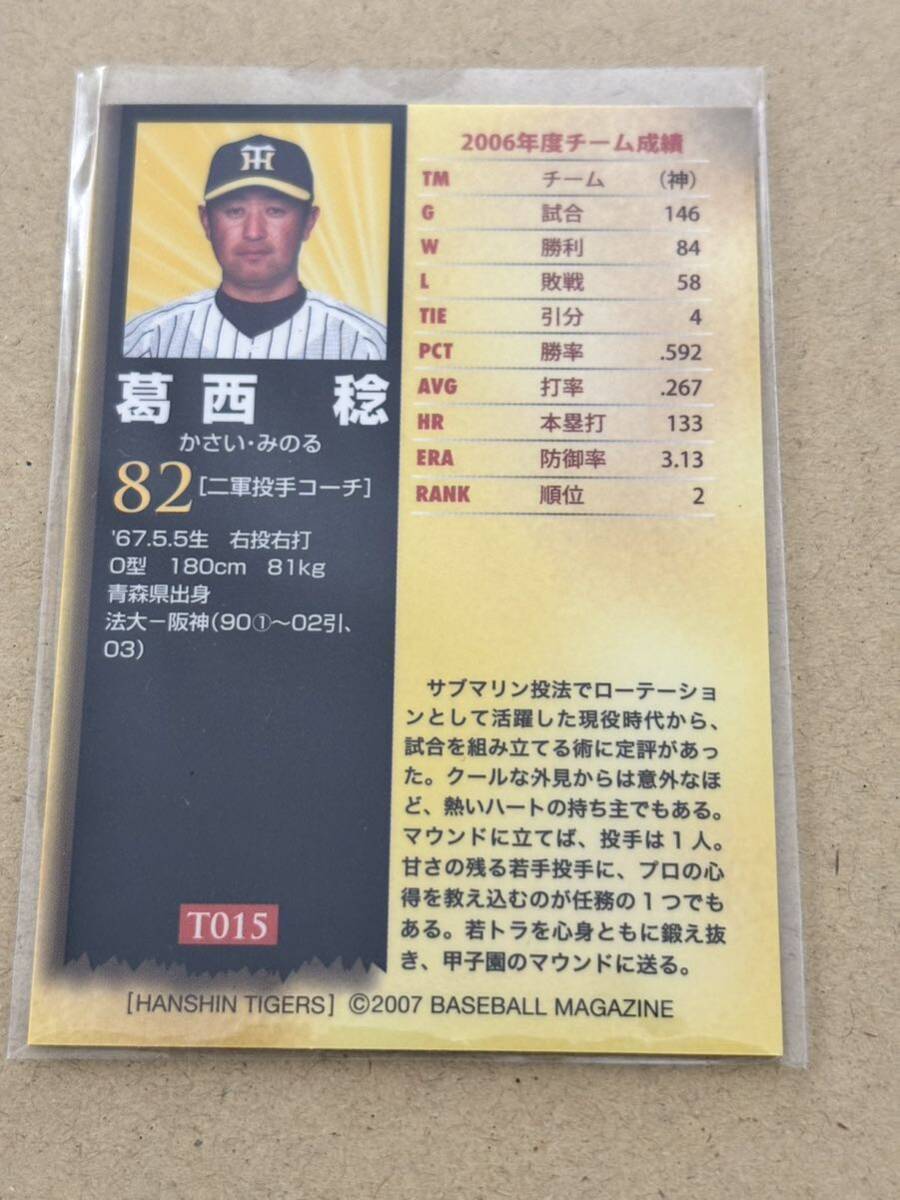 葛西 稔
かさい・みのる
82 [二軍投手コーチ]
'67.5.5生 右投右打
O型 180cm 81kg
青森県出身
法大－阪神(90①～02引、
03)
T015
2006年度チーム成績
TM チーム (神)
G 試合 146
W 勝利 84
L 敗戦 58
TIE 引分 4
PCT 勝率 .592
AVG 打率 .267
HR 本塁打 133
ERA 防御率 3.13
RANK 順位 2
サブマリン投法でローテーショ
ンとして活躍した現役時代から、
試合を組み立てる術に定評があっ
た。クールな外見からは意外なほ
ど、熱いハートの持ち主でもある。
マウンドに立てば、投手は1人。
甘さの残る若手投手に、プロの心
得を教え込むのが任務の1つでも
ある。若トラを心身ともに鍛え抜
き、甲子園のマウンドに送る。
[HANSHIN TIGERS] ©2007 BASEBALL MAGAZINE